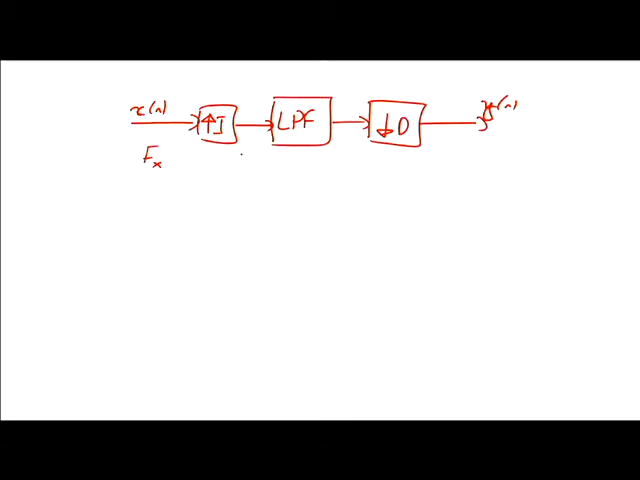 x(n) ↑I LPF ↓D y(n)
Fx